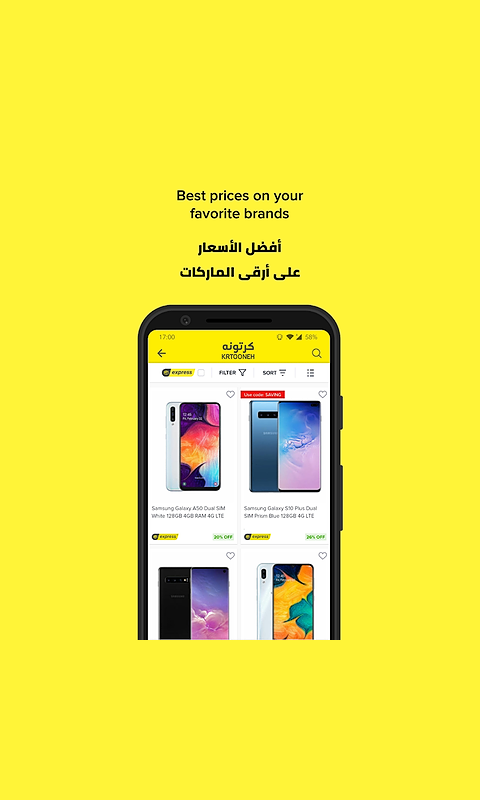 Best prices on your
favorite brands
أفضل الأسعار
على أرقى الماركات
17:00
58%
كرتونه
KRTOONEH
express
FILTER
SORT
Use code: SAVING
Samsung Galaxy A50 Dual SIM
White 128GB 4GB RAM 4G LTE
express
20% OFF
Samsung Galaxy S10 Plus Dual
SIM Prism Blue 128GB 4G LTE
express
26% OFF